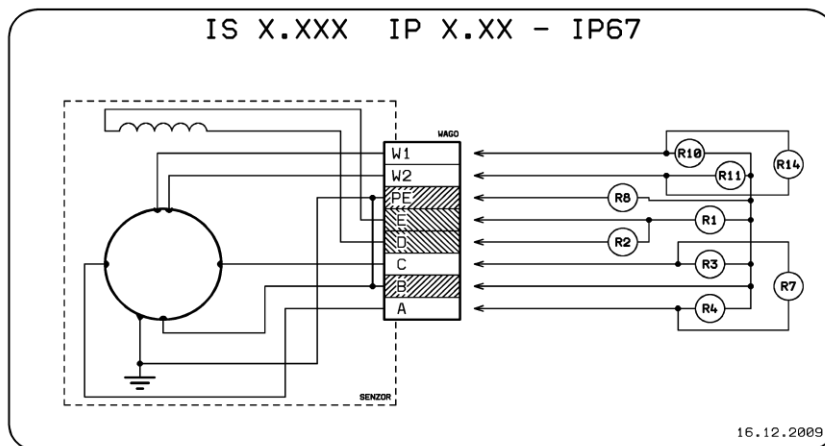 IS X.XXX IP X.XX - IP67
WAGO
W1
W2
PE
E
D
C
B
A
R10
R11
R14
R8
R1
R2
R3
R7
R4
SENZOR
16.12.2009